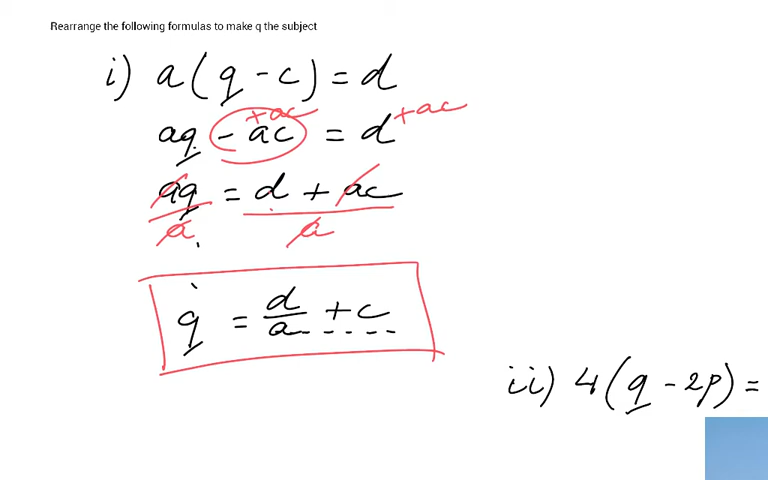 Rearrange the following formulas to make q the subject
i) a(q - c) = d
+ac +ac
aq - ac = d
aq = d + ac
a a
q = d/a + c
ii) 4(q - 2p) =